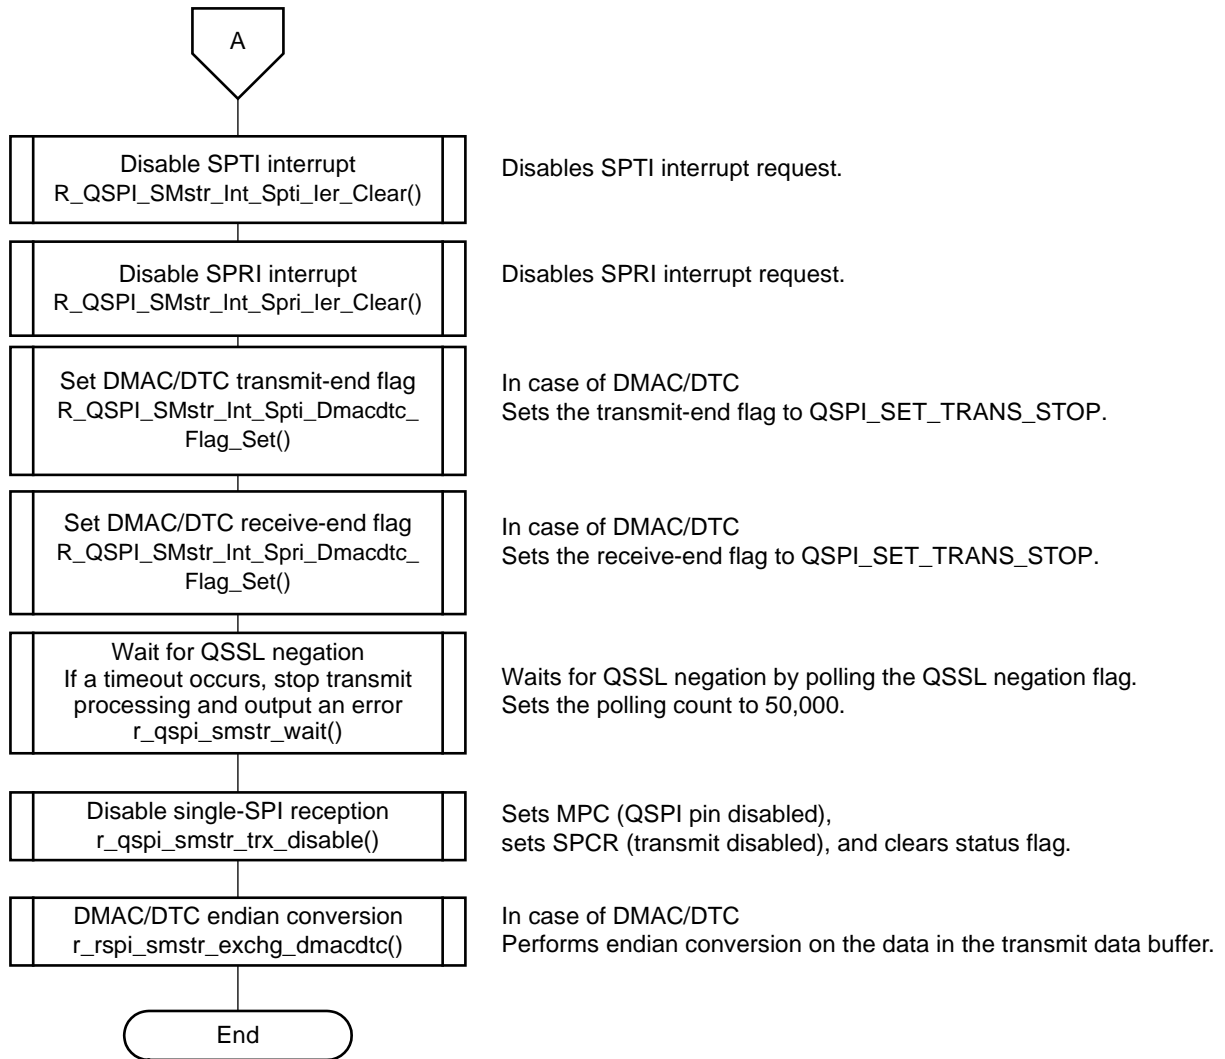 A
Disable SPTI interrupt
R_QSPI_SMstr_Int_Spti_Ier_Clear()
Disables SPTI interrupt request.
Disable SPRI interrupt
R_QSPI_SMstr_Int_Spri_Ier_Clear()
Disables SPRI interrupt request.
Set DMAC/DTC transmit-end flag
R_QSPI_SMstr_Int_Spti_Dmacdtc_
Flag_Set()
In case of DMAC/DTC
Sets the transmit-end flag to QSPI_SET_TRANS_STOP.
Set DMAC/DTC receive-end flag
R_QSPI_SMstr_Int_Spri_Dmacdtc_
Flag_Set()
In case of DMAC/DTC
Sets the receive-end flag to QSPI_SET_TRANS_STOP.
Wait for QSSL negation
If a timeout occurs, stop transmit
processing and output an error
r_qspi_smstr_wait()
Waits for QSSL negation by polling the QSSL negation flag.
Sets the polling count to 50,000.
Disable single-SPI reception
r_qspi_smstr_trx_disable()
Sets MPC (QSPI pin disabled),
sets SPCR (transmit disabled), and clears status flag.
DMAC/DTC endian conversion
r_rspi_smstr_exchg_dmacdtc()
In case of DMAC/DTC
Performs endian conversion on the data in the transmit data buffer.
End